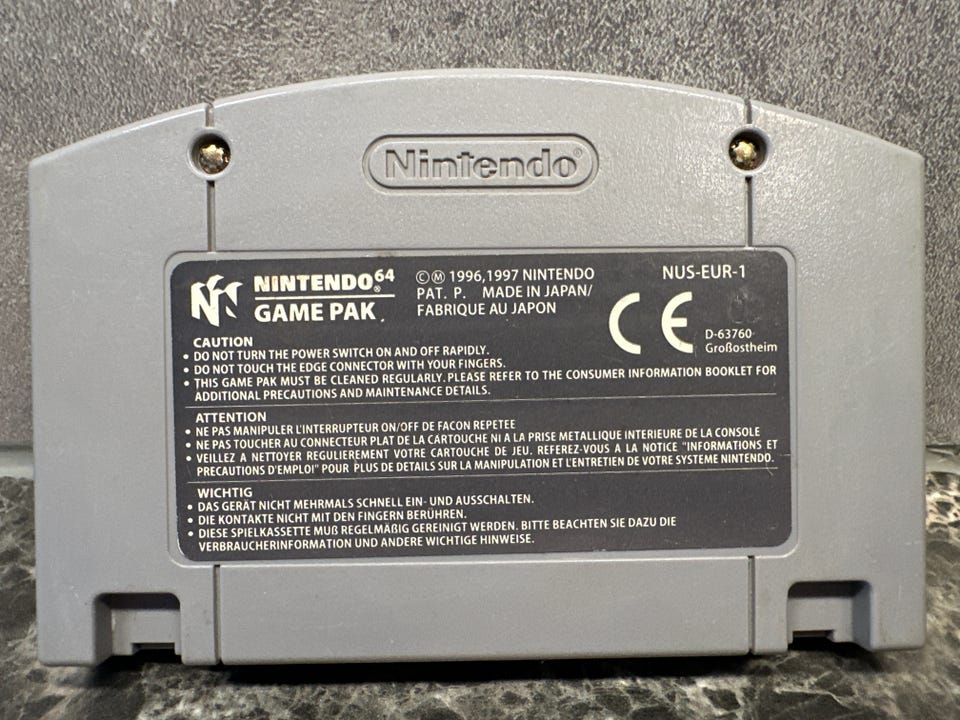 Nintendo®
NINTENDO⁶⁴®
GAME PAK
©Ⓜ 1996,1997 NINTENDO
PAT. P. MADE IN JAPAN/
FABRIQUE AU JAPON
NUS-EUR-1
CE
D-63760
Großostheim
CAUTION
• DO NOT TURN THE POWER SWITCH ON AND OFF RAPIDLY.
• DO NOT TOUCH THE EDGE CONNECTOR WITH YOUR FINGERS.
• THIS GAME PAK MUST BE CLEANED REGULARLY. PLEASE REFER TO THE CONSUMER INFORMATION BOOKLET FOR
ADDITIONAL PRECAUTIONS AND MAINTENANCE DETAILS.
ATTENTION
• NE PAS MANIPULER L'INTERRUPTEUR ON/OFF DE FACON REPETEE
• NE PAS TOUCHER AU CONNECTEUR PLAT DE LA CARTOUCHE NI A LA PRISE METALLIQUE INTERIEURE DE LA CONSOLE
• VEILLEZ A NETTOYER REGULIEREMENT VOTRE CARTOUCHE DE JEU. REFEREZ-VOUS A LA NOTICE "INFORMATIONS ET
PRECAUTIONS D'EMPLOI" POUR PLUS DE DETAILS SUR LA MANIPULATION ET L'ENTRETIEN DE VOTRE SYSTEME NINTENDO.
WICHTIG
• DAS GERÄT NICHT MEHRMALS SCHNELL EIN- UND AUSSCHALTEN.
• DIE KONTAKTE NICHT MIT DEN FINGERN BERÜHREN.
• DIESE SPIELKASSETTE MUß REGELMÄßIG GEREINIGT WERDEN. BITTE BEACHTEN SIE DAZU DIE
VERBRAUCHERINFORMATION UND ANDERE WICHTIGE HINWEISE.